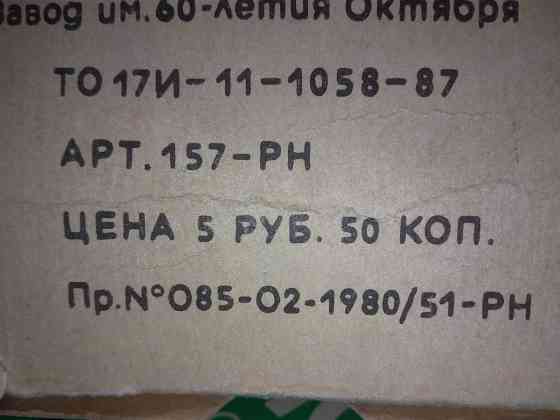 Завод им. 60-летия Октября
ТО 17И-11-1058-87
АРТ. 157-РН
ЦЕНА 5 РУБ. 50 КОП.
Пр.N°085-02-1980/51-РН